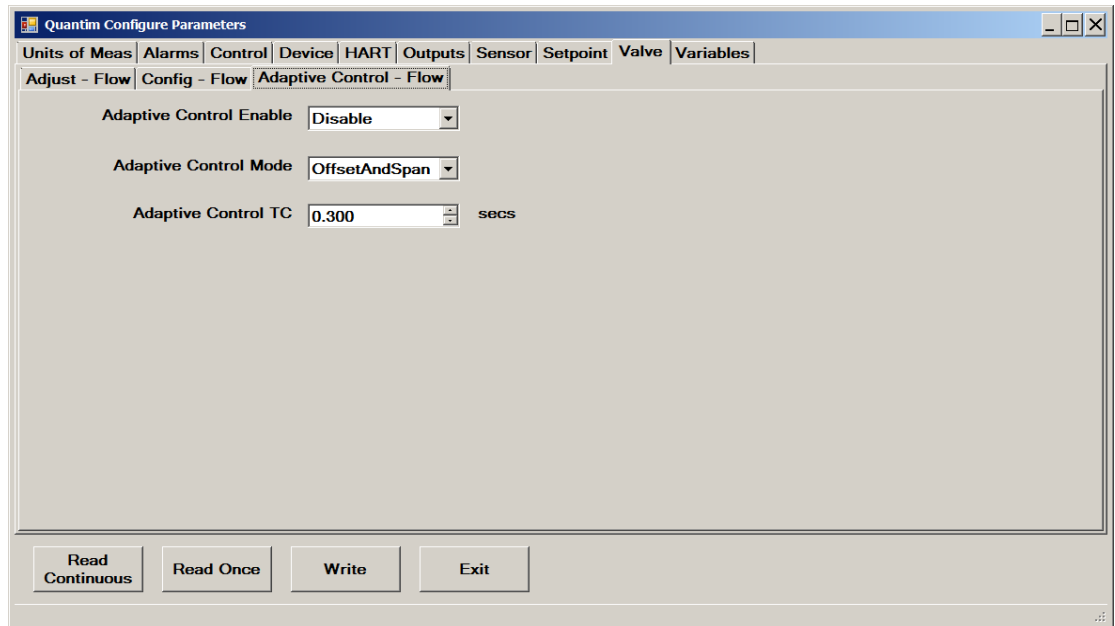 Quantim Configure Parameters
Units of Meas Alarms Control Device HART Outputs Sensor Setpoint Valve Variables
Adjust - Flow Config - Flow Adaptive Control - Flow
Adaptive Control Enable Disable
Adaptive Control Mode OffsetAndSpan
Adaptive Control TC 0.300 secs
Read Continuous Read Once Write Exit